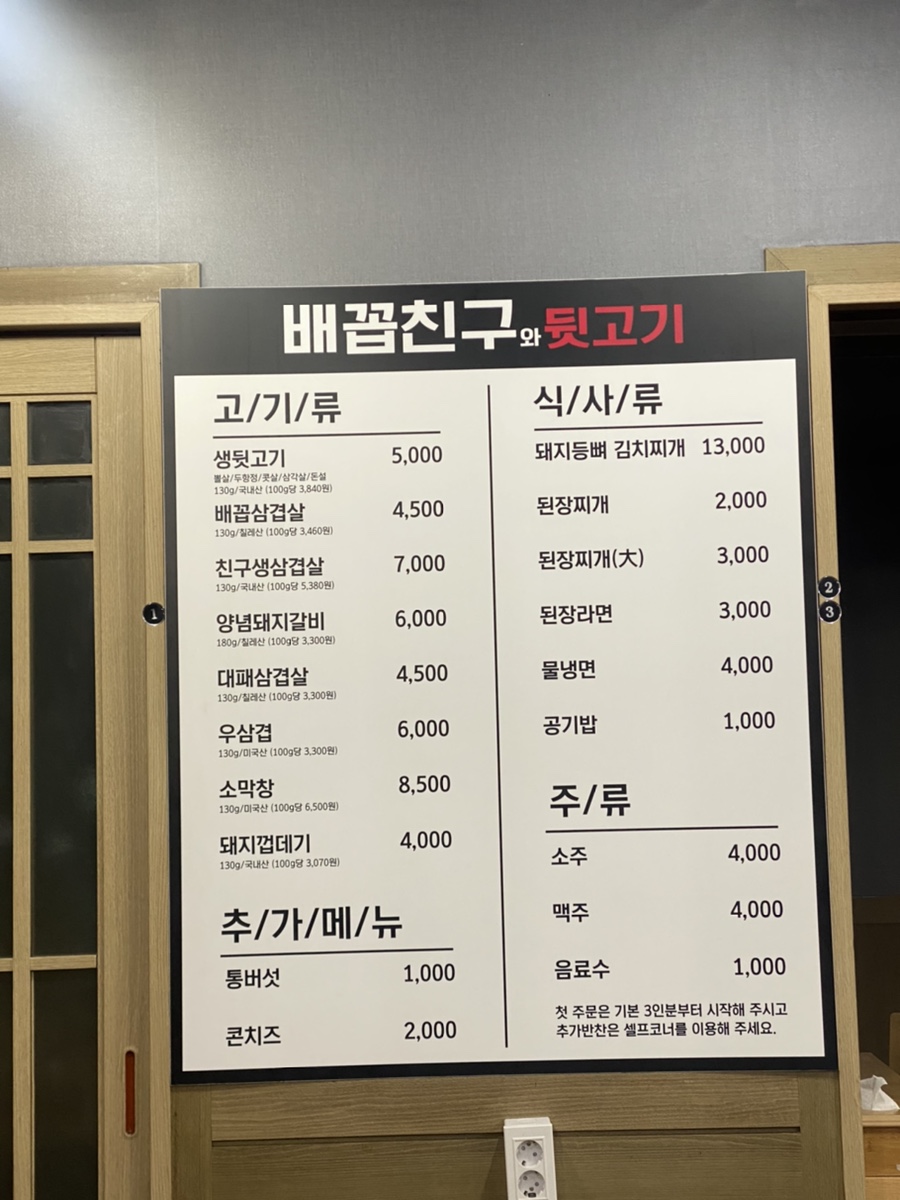 배꼽친구와 뒷고기
고/기/류
생뒷고기 5,000
볼살/두항정/콧살/삼각살/돈설
130g/국내산 (100g당 3,840원)
배꼽삼겹살 4,500
130g/칠레산 (100g당 3,460원)
친구생삼겹살 7,000
130g/국내산 (100g당 5,380원)
양념돼지갈비 6,000
180g/칠레산 (100g당 3,300원)
대패삼겹살 4,500
130g/칠레산 (100g당 3,300원)
우삼겹 6,000
130g/미국산 (100g당 3,300원)
소막창 8,500
130g/미국산 (100g당 6,500원)
돼지껍데기 4,000
130g/국내산 (100g당 3,070원)
추/가/메/뉴
통버섯 1,000
콘치즈 2,000
식/사/류
돼지등뼈 김치찌개 13,000
된장찌개 2,000
된장찌개(大) 3,000
된장라면 3,000
물냉면 4,000
공기밥 1,000
주/류
소주 4,000
맥주 4,000
음료수 1,000
첫 주문은 기본 3인분부터 시작해 주시고
추가반찬은 셀프코너를 이용해 주세요.
1
2
3